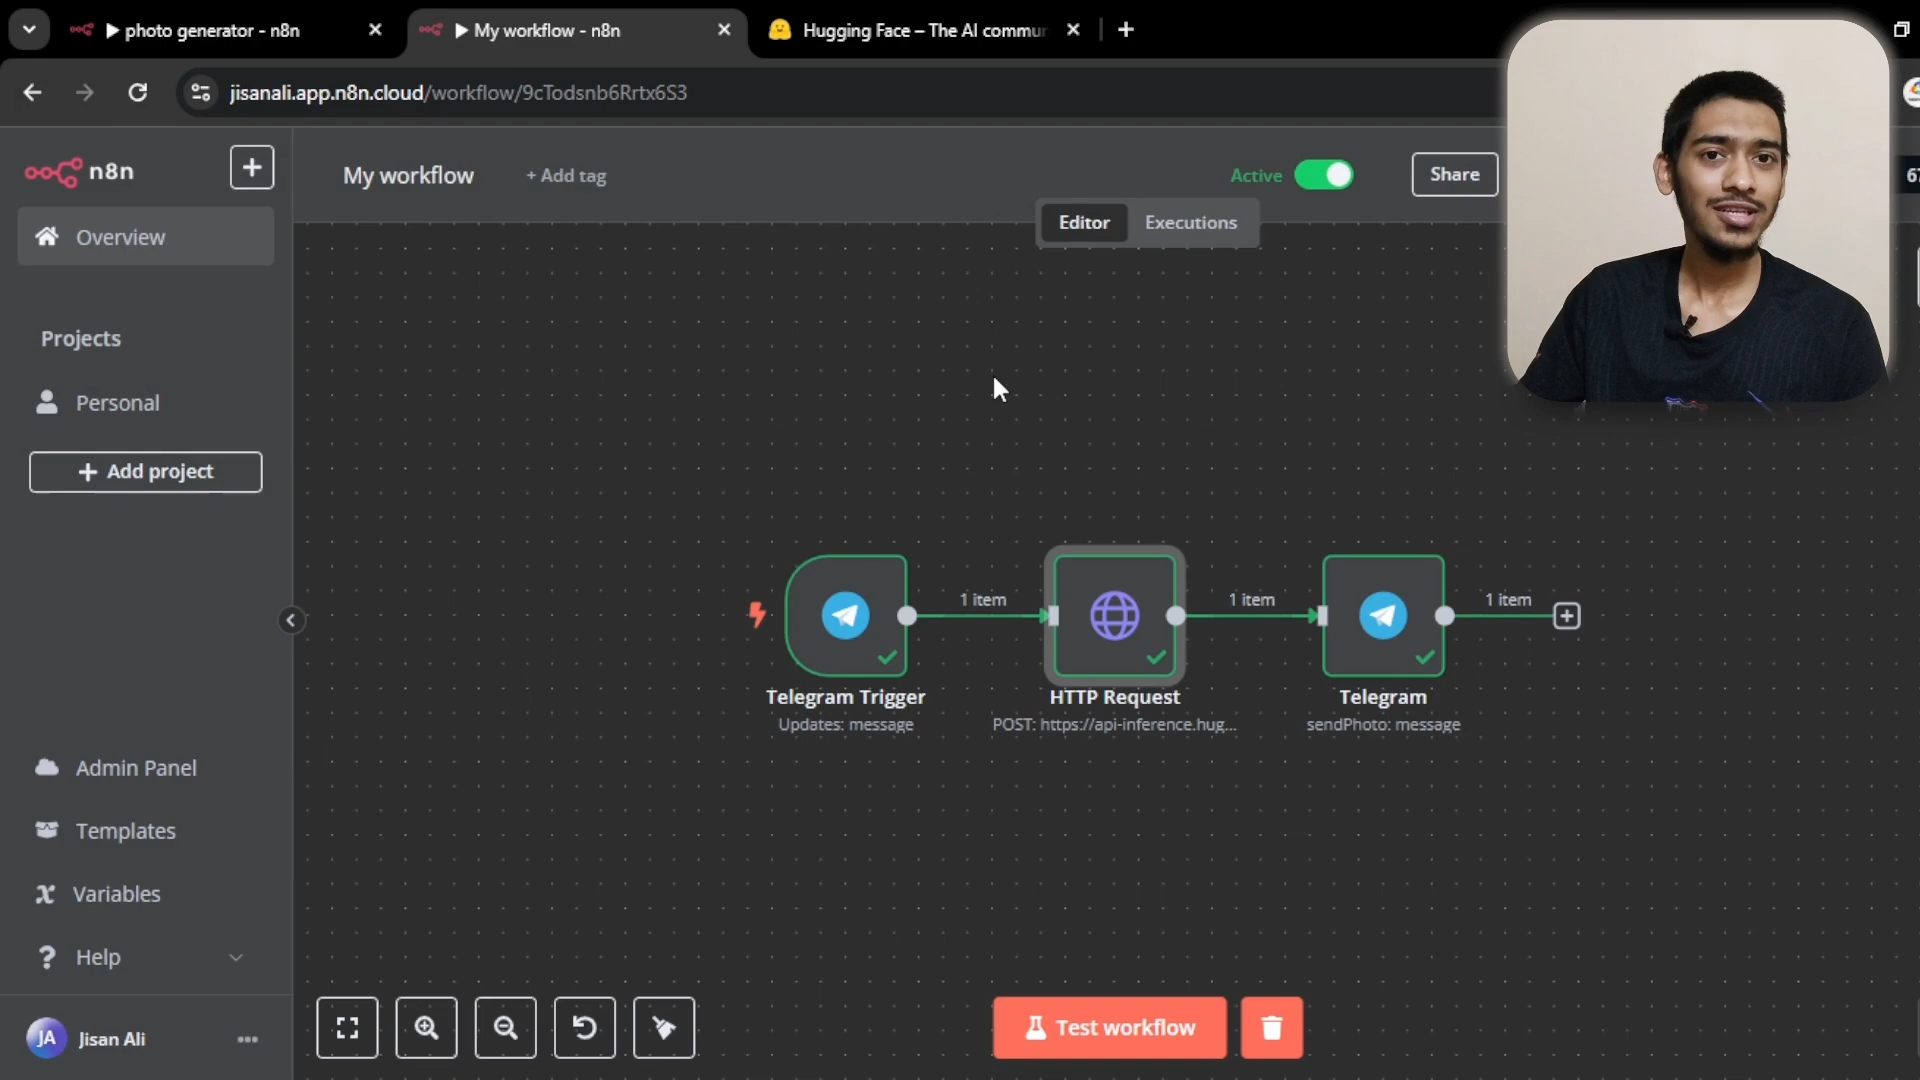 photo generator - n8n
My workflow - n8n
Hugging Face – The AI commun
jisanali.app.n8n.cloud/workflow/9cTodsnb6Rrtx6S3
n8n
My workflow
+ Add tag
Active
Share
67
Editor
Executions
Overview
Projects
Personal
+ Add project
1 item
1 item
1 item
Telegram Trigger
HTTP Request
Telegram
Updates: message
POST: https://api-inference.hug...
sendPhoto: message
Admin Panel
Templates
Variables
Help
JA
Jisan Ali
Test workflow